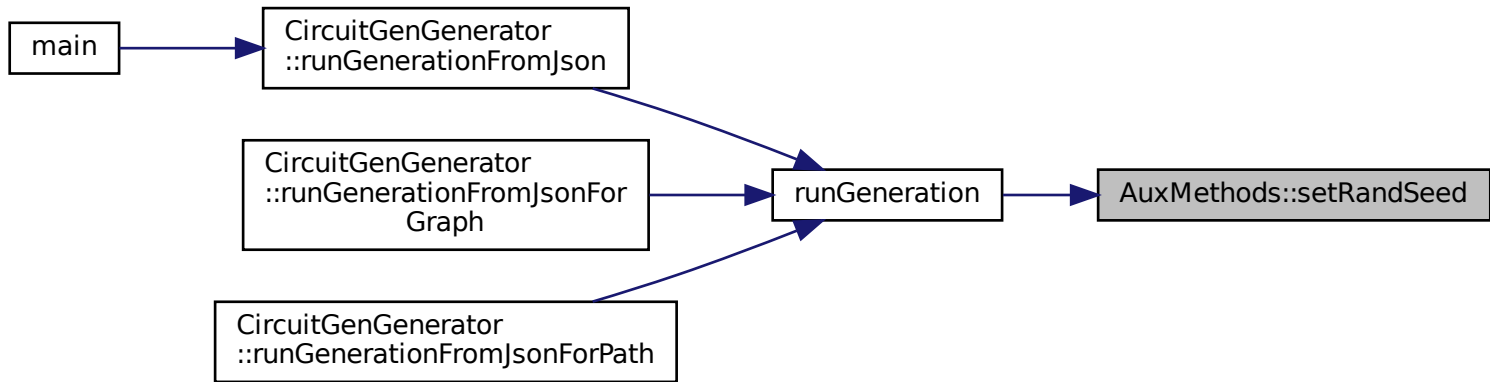 main
CircuitGenGenerator
::runGenerationFromJson
CircuitGenGenerator
::runGenerationFromJsonFor
Graph
CircuitGenGenerator
::runGenerationFromJsonForPath
runGeneration
AuxMethods::setRandSeed